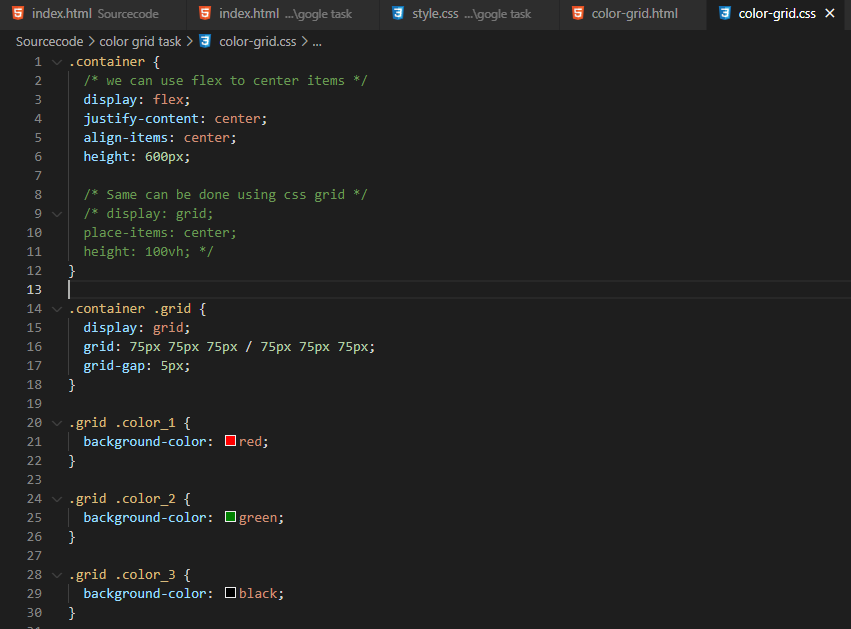 index.html Sourcecode index.html ...\gogle task style.css ...\gogle task color-grid.html color-grid.css ×
Sourcecode > color grid task > color-grid.css > ...
1 .container {
2 /* we can use flex to center items */
3 display: flex;
4 justify-content: center;
5 align-items: center;
6 height: 600px;
7
8 /* Same can be done using css grid */
9 /* display: grid;
10 place-items: center;
11 height: 100vh; */
12 }
13
14 .container .grid {
15 display: grid;
16 grid: 75px 75px 75px / 75px 75px 75px;
17 grid-gap: 5px;
18 }
19
20 .grid .color_1 {
21 background-color: red;
22 }
23
24 .grid .color_2 {
25 background-color: green;
26 }
27
28 .grid .color_3 {
29 background-color: black;
30 }